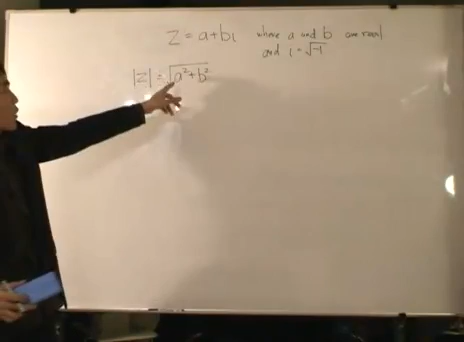 z = a+bi where a and b are real
and i = √-1
|z| = √a²+b²